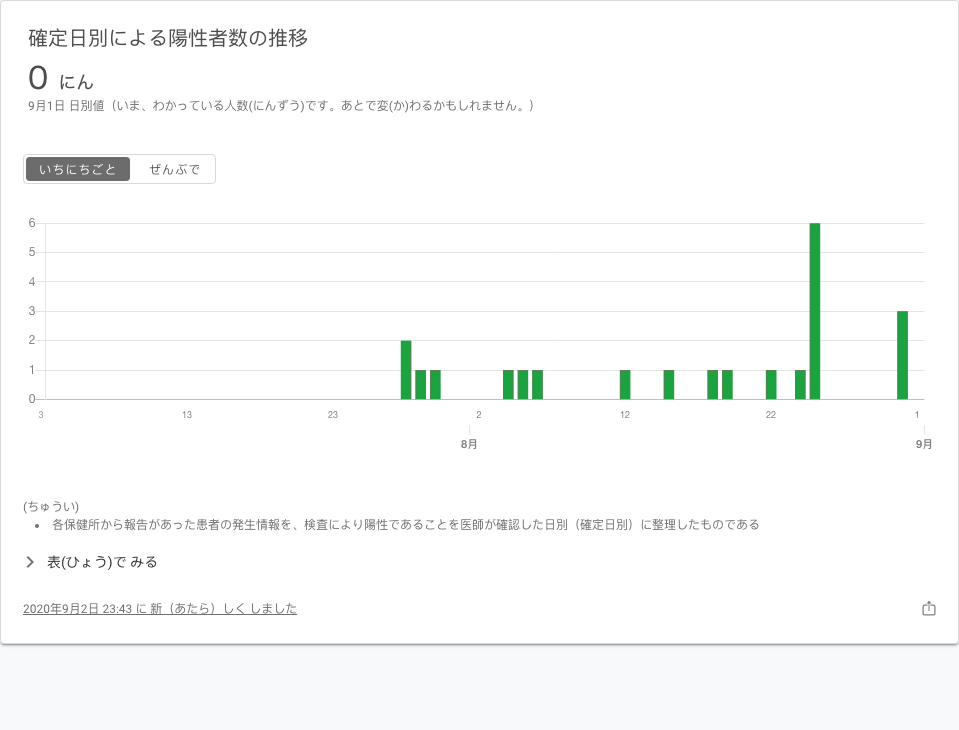 確定日別による陽性者数の推移
0 にん
9月1日 日別値（いま、わかっている人数(にんずう)です。あとで変(か)わるかもしれません。）
いちにちごと ぜんぶで
6
5
4
3
2
1
0
3 13 23 2 12 22 1
8月 9月
(ちゅうい)
• 各保健所から報告があった患者の発生情報を、検査により陽性であることを医師が確認した日別（確定日別）に整理したものである
表(ひょう)で みる
2020年9月2日 23:43 に 新（あたら）しく しました